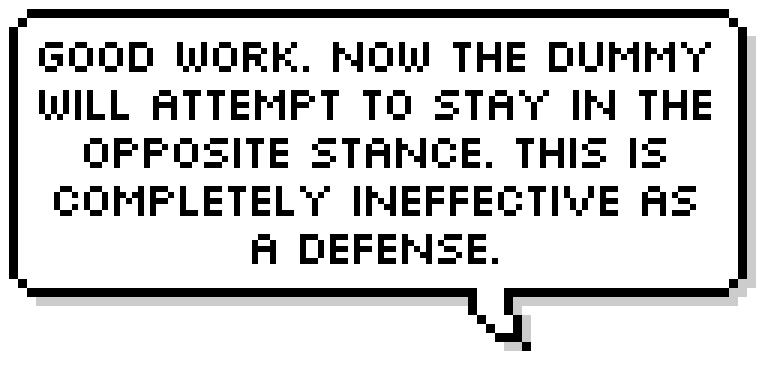 GOOD WORK. NOW THE DUMMY
WILL ATTEMPT TO STAY IN THE
OPPOSITE STANCE. THIS IS
COMPLETELY INEFFECTIVE AS
A DEFENSE.